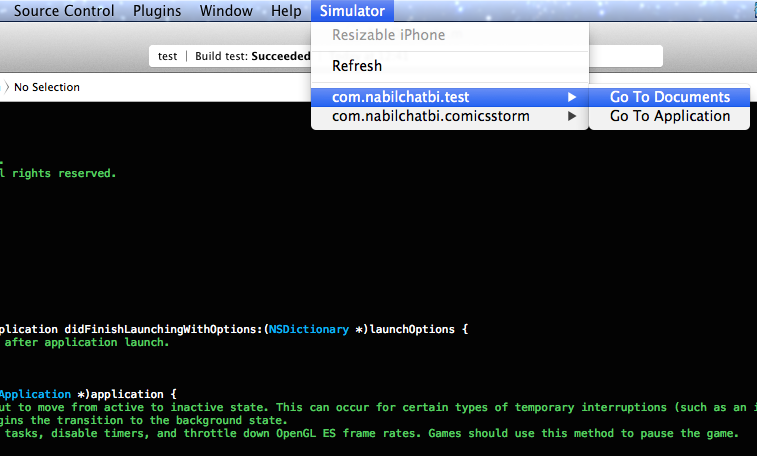 Source Control Plugins Window Help Simulator
Resizable iPhone
test | Build test: Succeeded
Refresh
No Selection
com.nabilchatbi.test Go To Documents
com.nabilchatbi.comicsstorm Go To Application
l rights reserved.
plication didFinishLaunchingWithOptions:(NSDictionary *)launchOptions {
after application launch.
Application *)application {
ut to move from active to inactive state. This can occur for certain types of temporary interruptions (such as an i
gins the transition to the background state.
tasks, disable timers, and throttle down OpenGL ES frame rates. Games should use this method to pause the game.